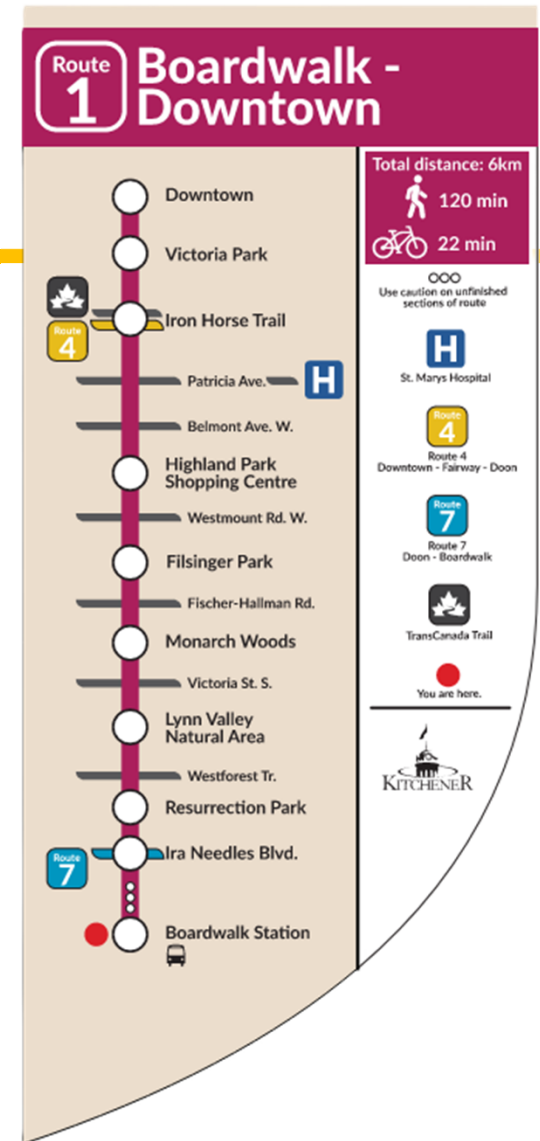 Route
1
Boardwalk -
Downtown
Downtown
Victoria Park
Iron Horse Trail
Route
4
Patricia Ave.
H
Belmont Ave. W.
Highland Park
Shopping Centre
Westmount Rd. W.
Filsinger Park
Fischer-Hallman Rd.
Monarch Woods
Victoria St. S.
Lynn Valley
Natural Area
Westforest Tr.
Resurrection Park
Ira Needles Blvd.
Route
7
Boardwalk Station
Total distance: 6km
120 min
22 min
Use caution on unfinished
sections of route
H
St. Marys Hospital
Route
4
Route 4
Downtown - Fairway - Doon
Route
7
Route 7
Doon - Boardwalk
TransCanada Trail
You are here.
KITCHENER